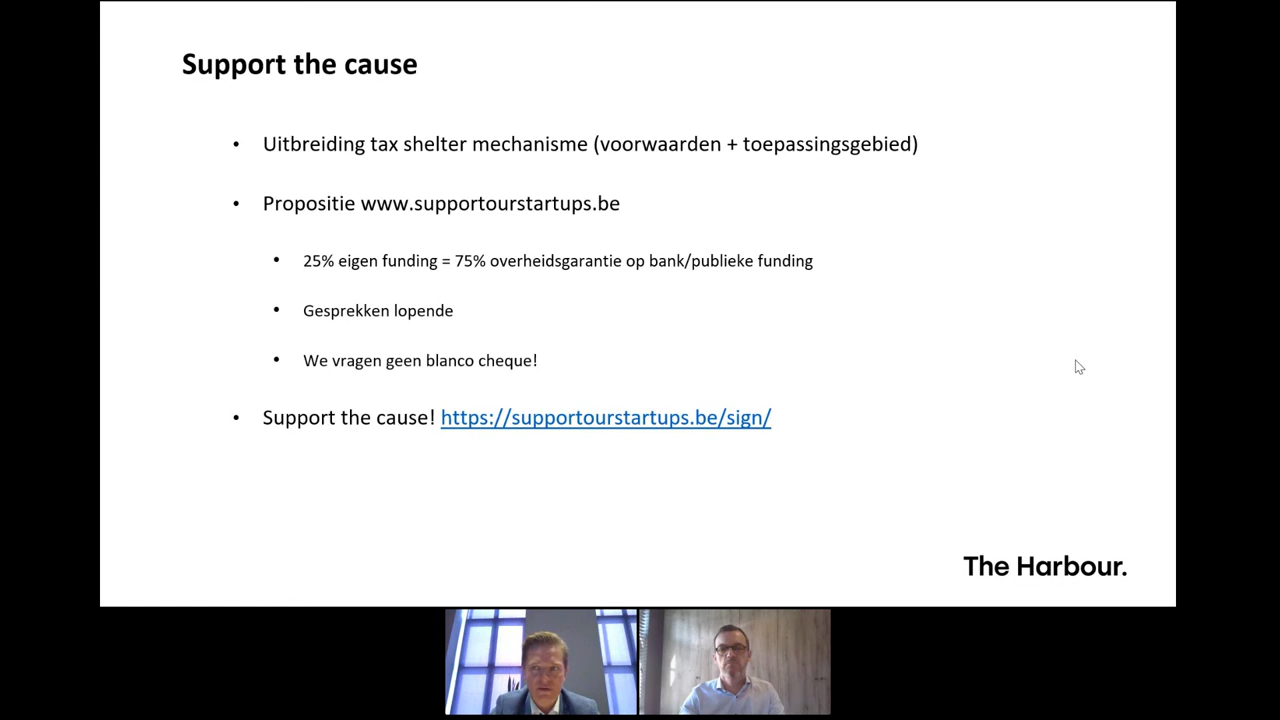 Support the cause
• Uitbreiding tax shelter mechanisme (voorwaarden + toepassingsgebied)
• Propositie www.supportourstartups.be
• 25% eigen funding = 75% overheidsgarantie op bank/publieke funding
• Gesprekken lopende
• We vragen geen blanco cheque!
• Support the cause! https://supportourstartups.be/sign/
The Harbour.